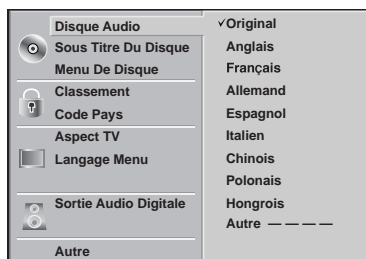 Disque Audio
Sous Titre Du Disque
Menu De Disque
Classement
Code Pays
Aspect TV
Langage Menu
Sortie Audio Digitale
Autre
✓Original
Anglais
Français
Allemand
Espagnol
Italien
Chinois
Polonais
Hongrois
Autre — — — —